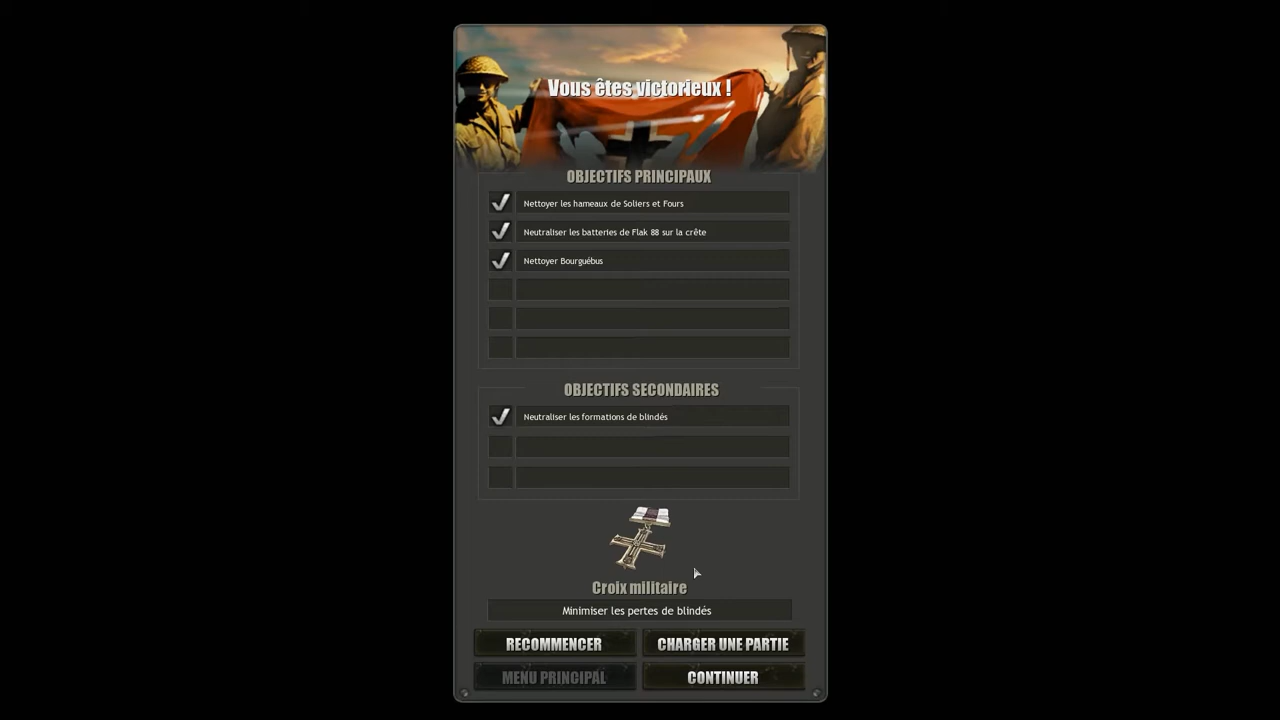 Vous êtes victorieux !
OBJECTIFS PRINCIPAUX
Nettoyer les hameaux de Soliers et Fours
Neutraliser les batteries de Flak 88 sur la crête
Nettoyer Bourguébus
OBJECTIFS SECONDAIRES
Neutraliser les formations de blindés
Croix militaire
Minimiser les pertes de blindés
RECOMMENCER
CHARGER UNE PARTIE
MENU PRINCIPAL
CONTINUER